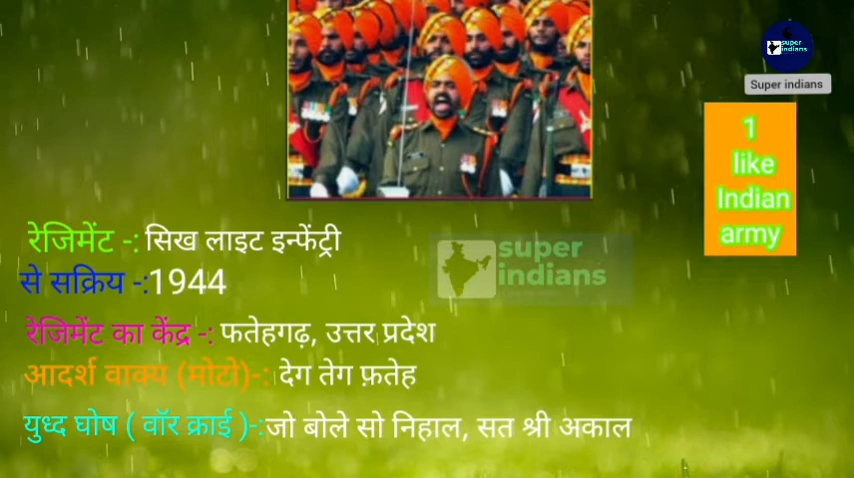 super
indians
Super indians
1
like
Indian
army
रेजिमेंट -: सिख लाइट इन्फेंट्री
से सक्रिय -:1944
super
indians
रेजिमेंट का केंद्र -: फतेहगढ़, उत्तर प्रदेश
आदर्श वाक्य (मोटो)-: देग तेग फ़तेह
युध्द घोष ( वॉर क्राई )-:जो बोले सो निहाल, सत श्री अकाल